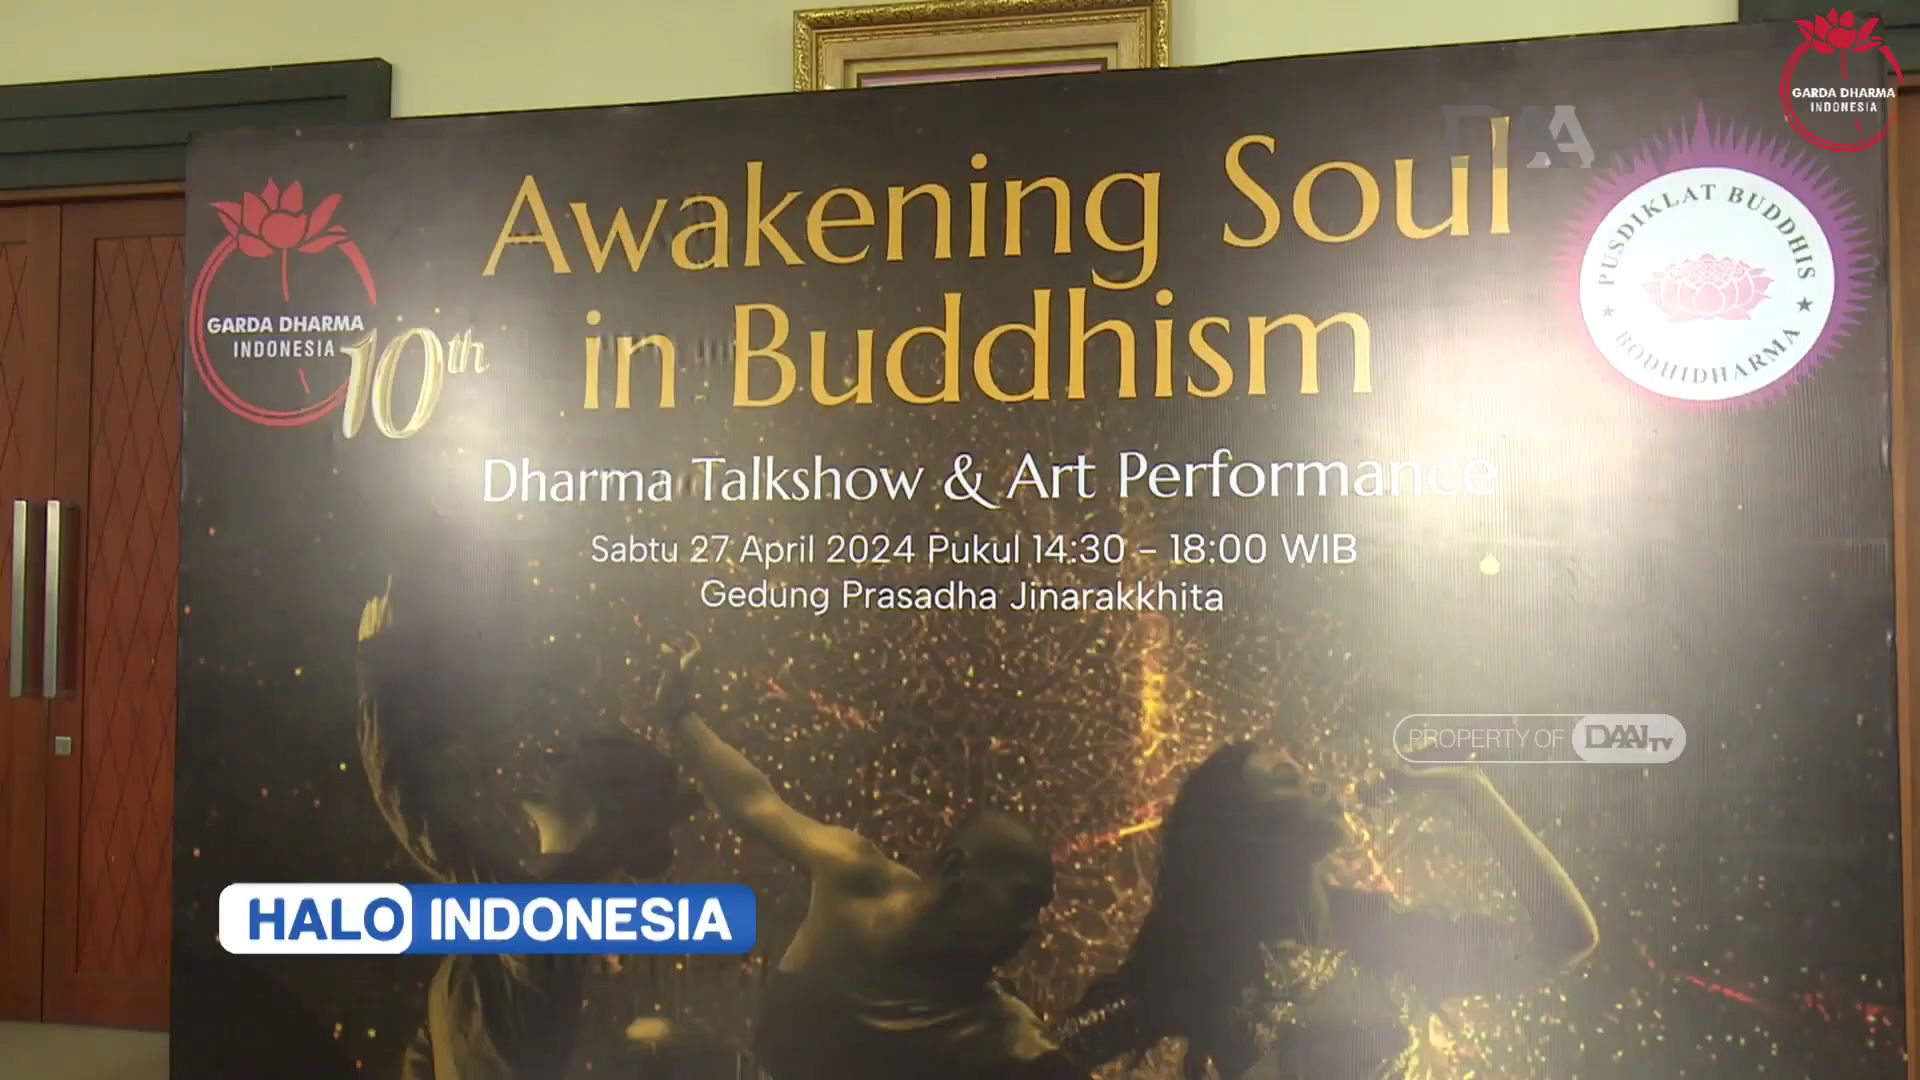 GARDA DHARMA
INDONESIA
Awakening Soul
in Buddhism
GARDA DHARMA
INDONESIA
10th
PUSDIKLAT BUDDHIS
BODHIDHARMA
Dharma Talkshow & Art Performance
Sabtu 27 April 2024 Pukul 14:30 – 18:00 WIB
Gedung Prasadha Jinarakkhita
PROPERTY OF DAAI TV
HALO INDONESIA